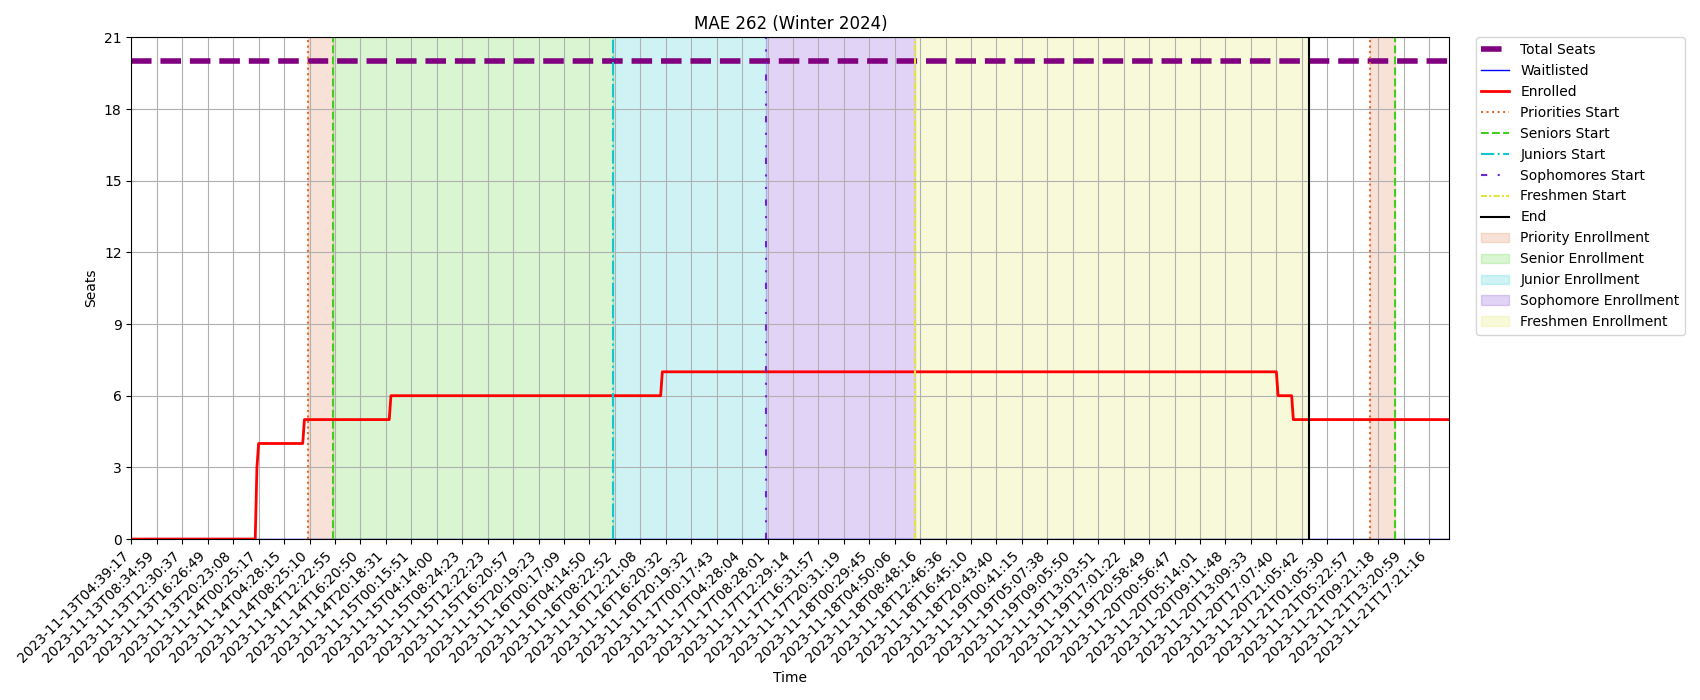 MAE 262 (Winter 2024)
Seats
21
18
15
12
9
6
3
0
2023-11-13T04:39:17
2023-11-13T08:34:59
2023-11-13T12:30:37
2023-11-13T16:26:49
2023-11-13T20:23:08
2023-11-14T00:25:17
2023-11-14T04:28:15
2023-11-14T08:25:10
2023-11-14T12:22:55
2023-11-14T16:20:50
2023-11-14T20:18:31
2023-11-15T00:15:51
2023-11-15T04:14:00
2023-11-15T08:24:23
2023-11-15T12:22:23
2023-11-15T16:20:57
2023-11-15T20:19:23
2023-11-16T00:17:09
2023-11-16T04:14:50
2023-11-16T08:22:52
2023-11-16T12:21:08
2023-11-16T16:20:32
2023-11-16T20:19:32
2023-11-17T00:17:43
2023-11-17T04:28:04
2023-11-17T08:28:01
2023-11-17T12:29:14
2023-11-17T16:31:57
2023-11-17T20:31:19
2023-11-18T00:29:45
2023-11-18T04:50:06
2023-11-18T08:48:16
2023-11-18T12:46:36
2023-11-18T16:45:10
2023-11-18T20:43:40
2023-11-19T00:41:15
2023-11-19T05:07:38
2023-11-19T09:05:50
2023-11-19T13:03:51
2023-11-19T17:01:22
2023-11-19T20:58:49
2023-11-20T00:56:47
2023-11-20T05:14:01
2023-11-20T09:11:48
2023-11-20T13:09:33
2023-11-20T17:07:40
2023-11-20T21:05:42
2023-11-21T01:05:30
2023-11-21T05:22:57
2023-11-21T09:21:18
2023-11-21T13:20:59
2023-11-21T17:21:16
Time
Total Seats
Waitlisted
Enrolled
Priorities Start
Seniors Start
Juniors Start
Sophomores Start
Freshmen Start
End
Priority Enrollment
Senior Enrollment
Junior Enrollment
Sophomore Enrollment
Freshmen Enrollment